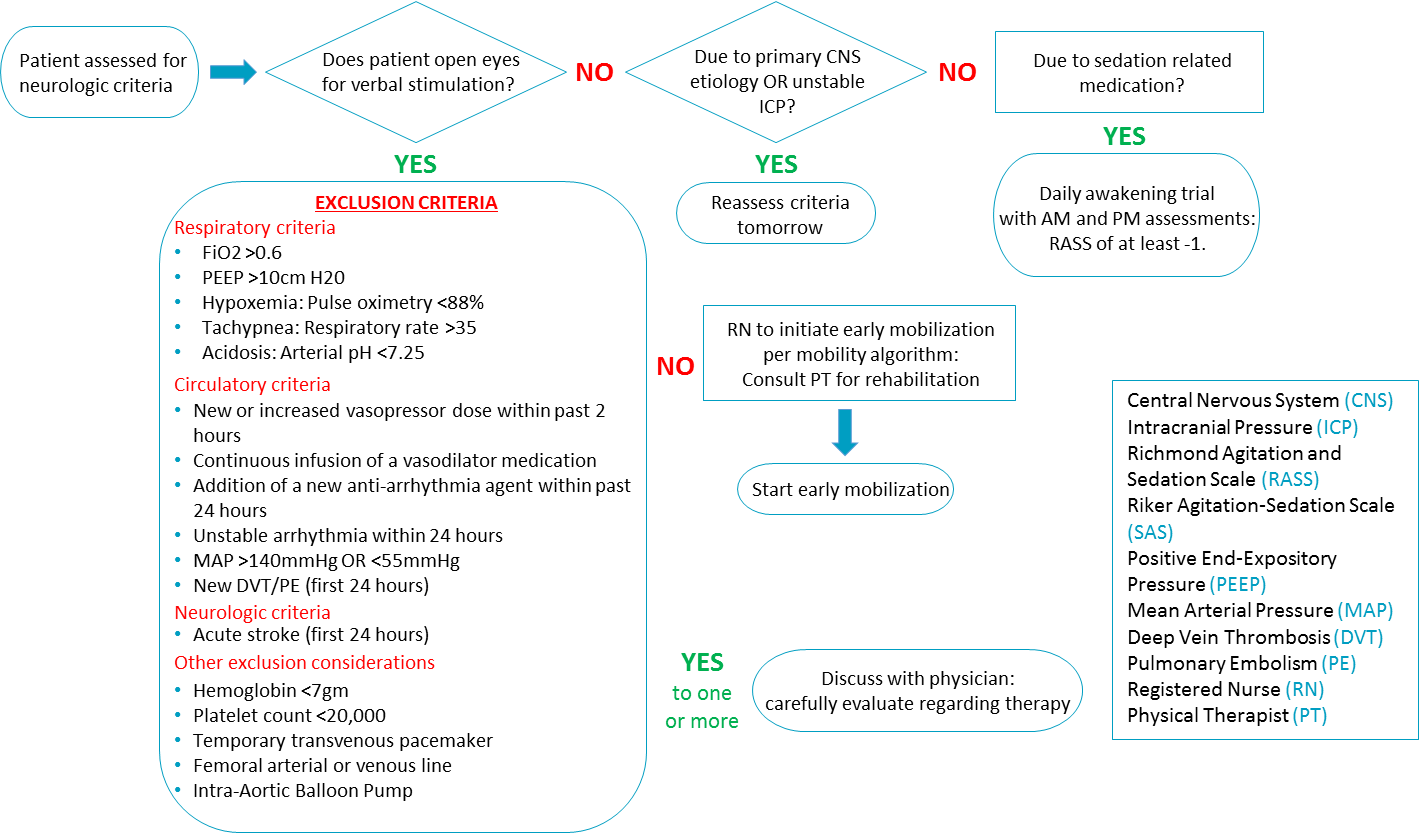 Patient assessed for
neurologic criteria
Does patient open eyes
for verbal stimulation?
NO
Due to primary CNS
etiology OR unstable
ICP?
NO
Due to sedation related
medication?
YES
YES
YES
Reassess criteria
tomorrow
Daily awakening trial
with AM and PM assessments:
RASS of at least -1.
EXCLUSION CRITERIA
Respiratory criteria
• FiO2 >0.6
• PEEP >10cm H20
• Hypoxemia: Pulse oximetry <88%
• Tachypnea: Respiratory rate >35
• Acidosis: Arterial pH <7.25
Circulatory criteria
• New or increased vasopressor dose within past 2
hours
• Continuous infusion of a vasodilator medication
• Addition of a new anti-arrhythmia agent within past
24 hours
• Unstable arrhythmia within 24 hours
• MAP >140mmHg OR <55mmHg
• New DVT/PE (first 24 hours)
Neurologic criteria
• Acute stroke (first 24 hours)
Other exclusion considerations
• Hemoglobin <7gm
• Platelet count <20,000
• Temporary transvenous pacemaker
• Femoral arterial or venous line
• Intra-Aortic Balloon Pump
NO
RN to initiate early mobilization
per mobility algorithm:
Consult PT for rehabilitation
Start early mobilization
YES
to one
or more
Discuss with physician:
carefully evaluate regarding therapy
Central Nervous System (CNS)
Intracranial Pressure (ICP)
Richmond Agitation and
Sedation Scale (RASS)
Riker Agitation-Sedation Scale
(SAS)
Positive End-Expository
Pressure (PEEP)
Mean Arterial Pressure (MAP)
Deep Vein Thrombosis (DVT)
Pulmonary Embolism (PE)
Registered Nurse (RN)
Physical Therapist (PT)